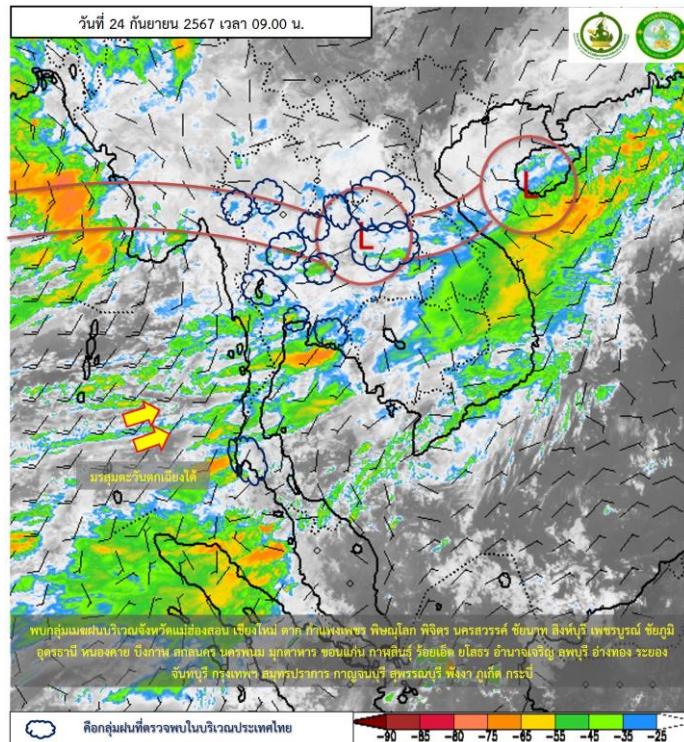 วันที่ 24 กันยายน 2567 เวลา 09.00 น.
L
L
มรสุมตะวันตกเฉียงใต้
พบกลุ่มเมฆฝนบริเวณจังหวัดแม่ฮ่องสอน เชียงใหม่ ตาก กำแพงเพชร พิษณุโลก พิจิตร นครสวรรค์ ชัยนาท สิงห์บุรี เพชรบูรณ์ ชัยภูมิ
อุดรธานี หนองคาย บึงกาฬ สกลนคร นครพนม มุกดาหาร ขอนแก่น กาฬสินธุ์ ร้อยเอ็ด ยโสธร อำนาจเจริญ ลพบุรี อ่างทอง ระยอง
จันทบุรี กรุงเทพฯ สมุทรปราการ กาญจนบุรี สุพรรณบุรี พังงา ภูเก็ต กระบี่
คือกลุ่มฝนที่ตรวจพบในบริเวณประเทศไทย
-90 -85 -80 -75 -65 -55 -45 -35 -25